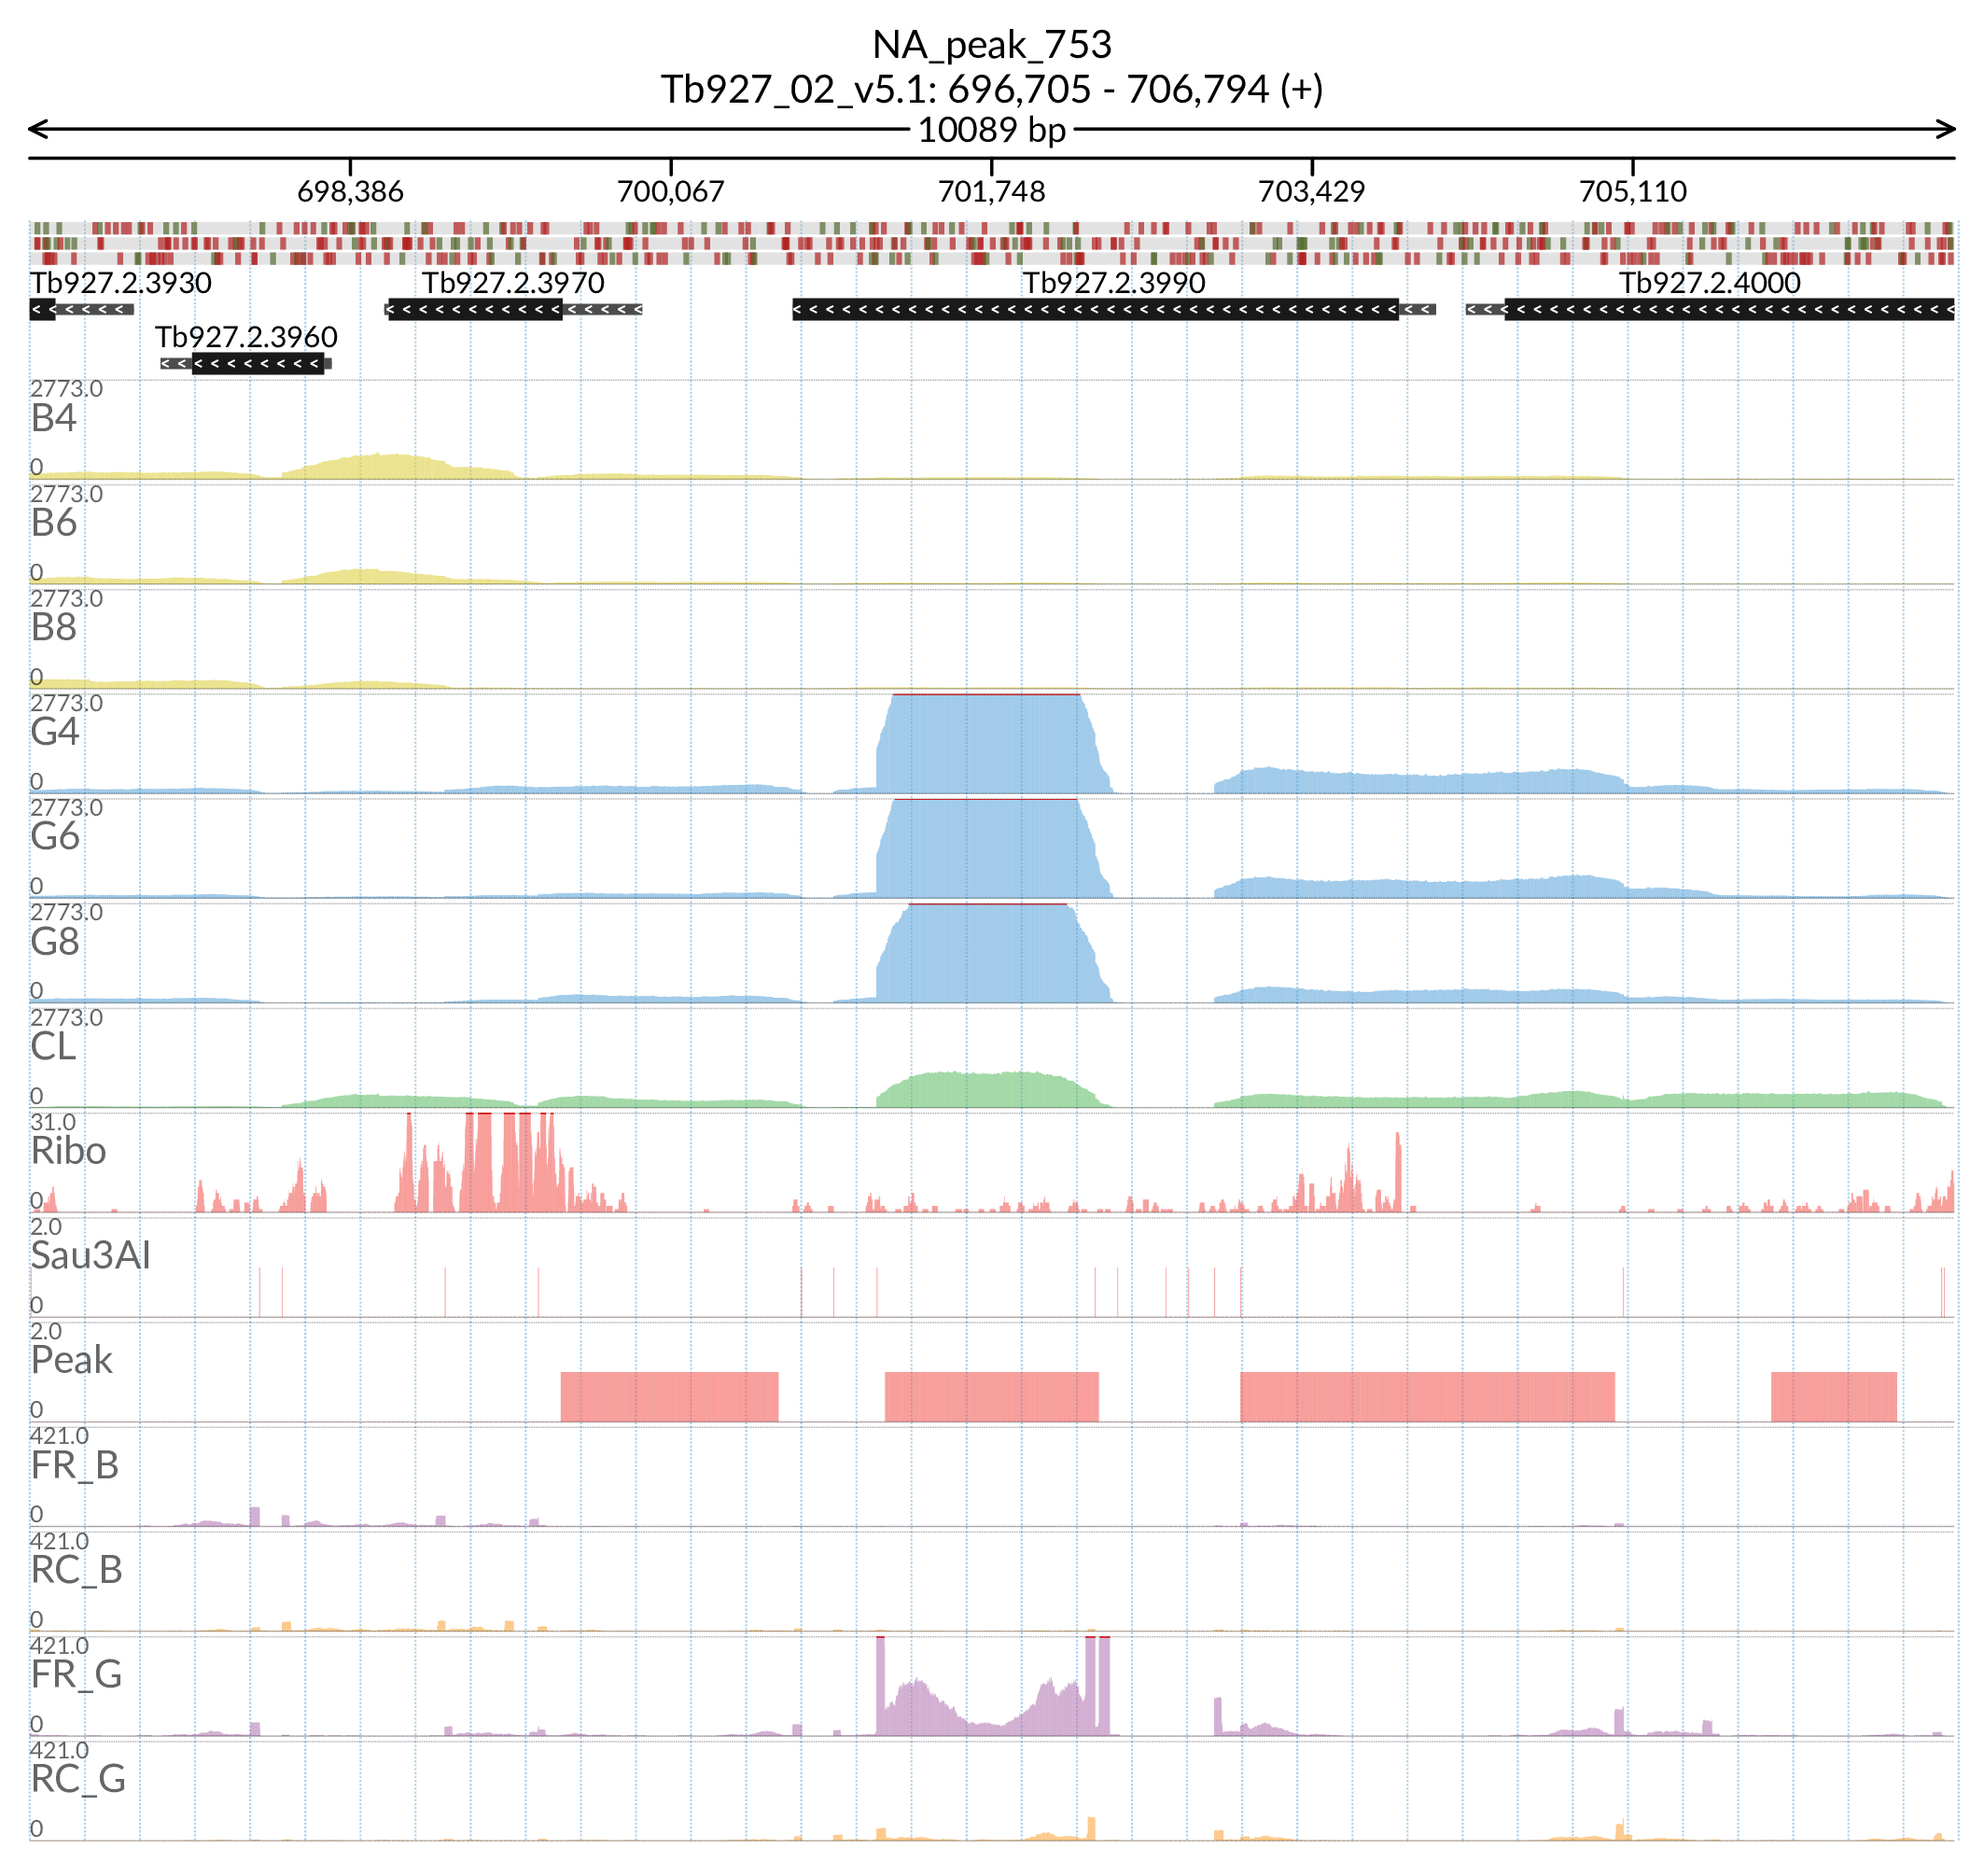 NA_peak_753
Tb927_02_v5.1: 696,705 - 706,794 (+)
10089 bp
698,386 700,067 701,748 703,429 705,110
Tb927.2.3930 Tb927.2.3970 Tb927.2.3990 Tb927.2.4000
Tb927.2.3960
2773.0
B4
0
2773.0
B6
0
2773.0
B8
0
2773.0
G4
0
2773.0
G6
0
2773.0
G8
0
2773.0
CL
0
31.0
Ribo
0
2.0
Sau3AI
0
2.0
Peak
0
421.0
FR_B
0
421.0
RC_B
0
421.0
FR_G
0
421.0
RC_G
0